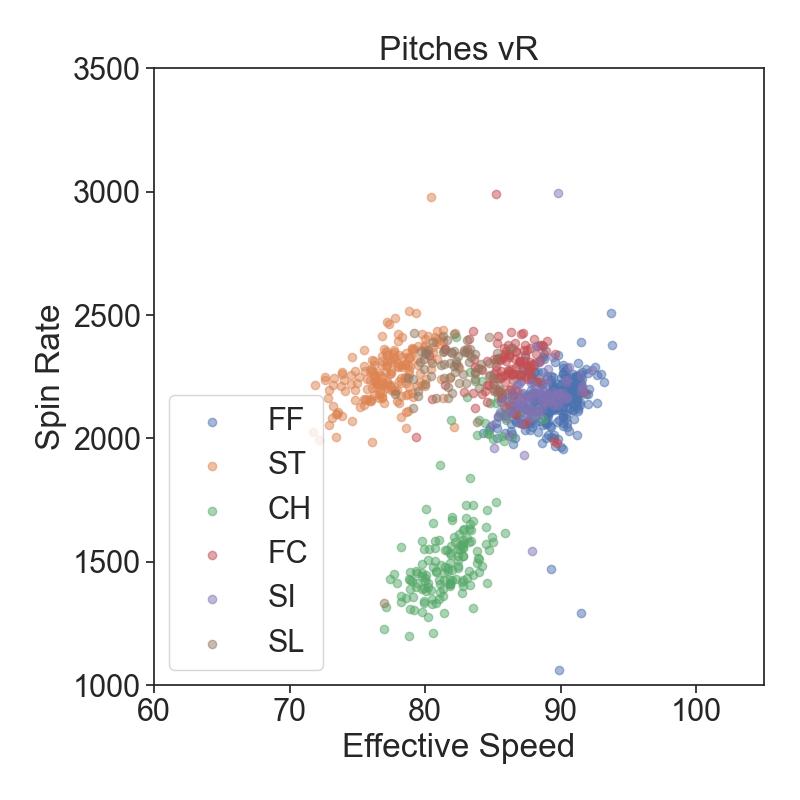 Pitches vR
3500
3000
2500
2000
1500
1000
Spin Rate
FF
ST
CH
FC
SI
SL
60
70
80
90
100
Effective Speed